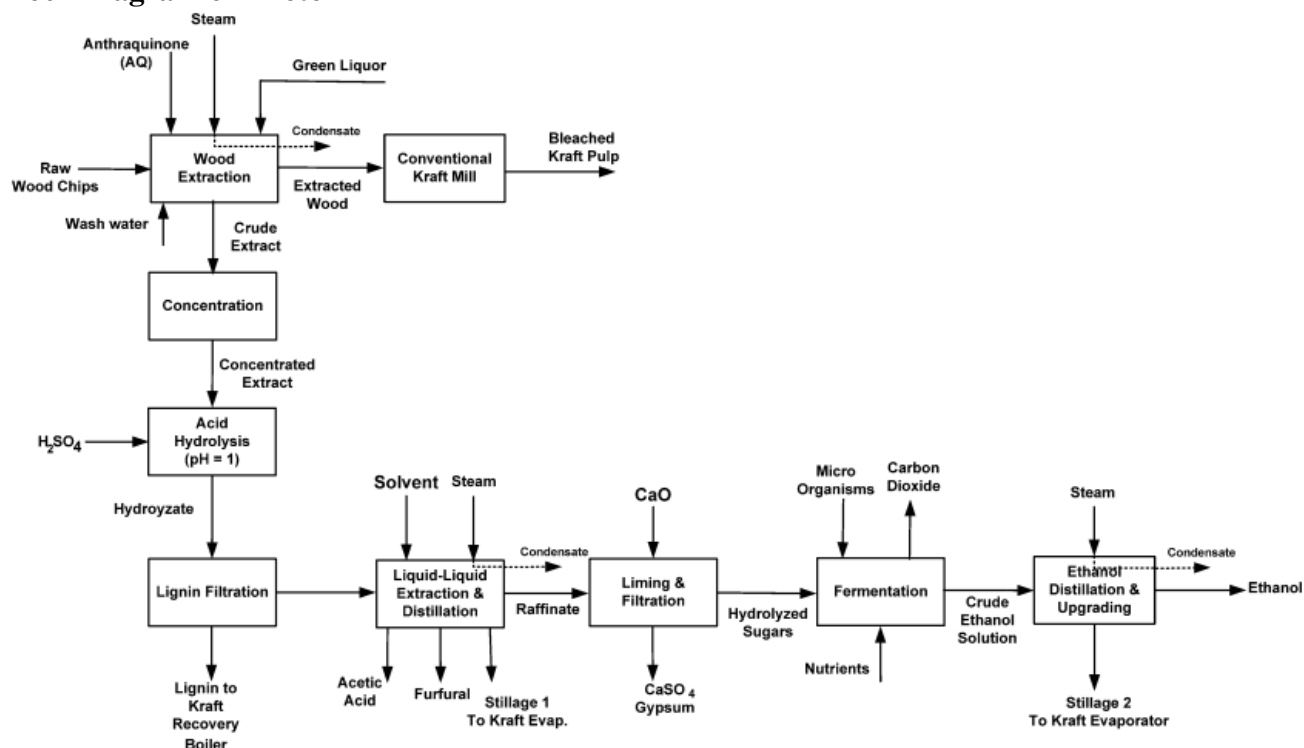 Steam
Anthraquinone
(AQ)
Green Liquor
Condensate
Wood
Extraction
Conventional
Kraft Mill
Bleached
Kraft Pulp
Raw
Wood Chips
Extracted
Wood
Wash water
Crude
Extract
Concentration
Concentrated
Extract
Acid
Hydrolysis
(pH = 1)
H2SO4
Hydroyzate
Solvent
Steam
CaO
Micro
Organisms
Carbon
Dioxide
Steam
Condensate
Condensate
Lignin Filtration
Liquid-Liquid
Extraction &
Distillation
Raffinate
Liming &
Filtration
Hydrolyzed
Sugars
Fermentation
Crude
Ethanol
Solution
Ethanol
Distillation &
Upgrading
Ethanol
Nutrients
Lignin to
Kraft
Recovery
Boiler
Acetic
Acid
Furfural
Stillage 1
To Kraft Evap.
CaSO4
Gypsum
Stillage 2
To Kraft Evaporator